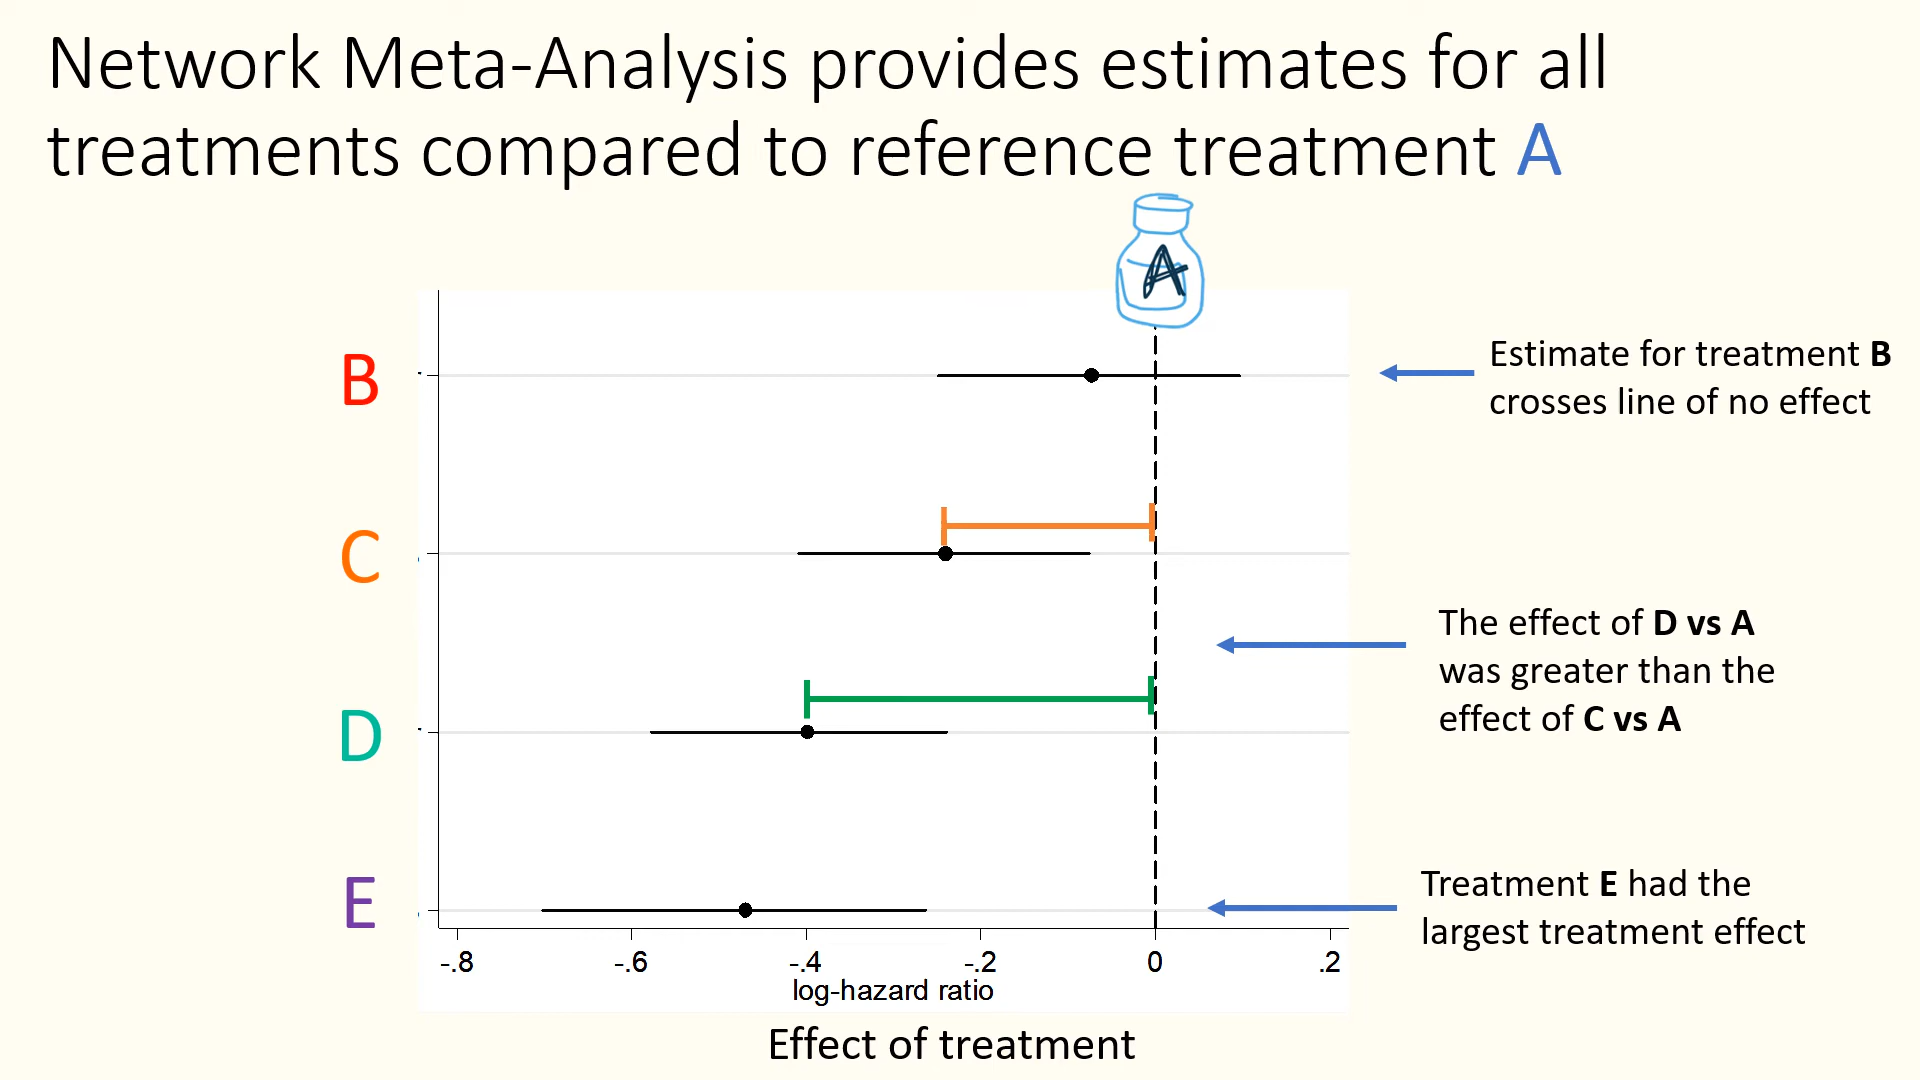 Network Meta-Analysis provides estimates for all
treatments compared to reference treatment A
A
B
Estimate for treatment B
crosses line of no effect
C
The effect of D vs A
was greater than the
effect of C vs A
D
E
Treatment E had the
largest treatment effect
-.8 -.6 -.4 -.2 0 .2
log-hazard ratio
Effect of treatment